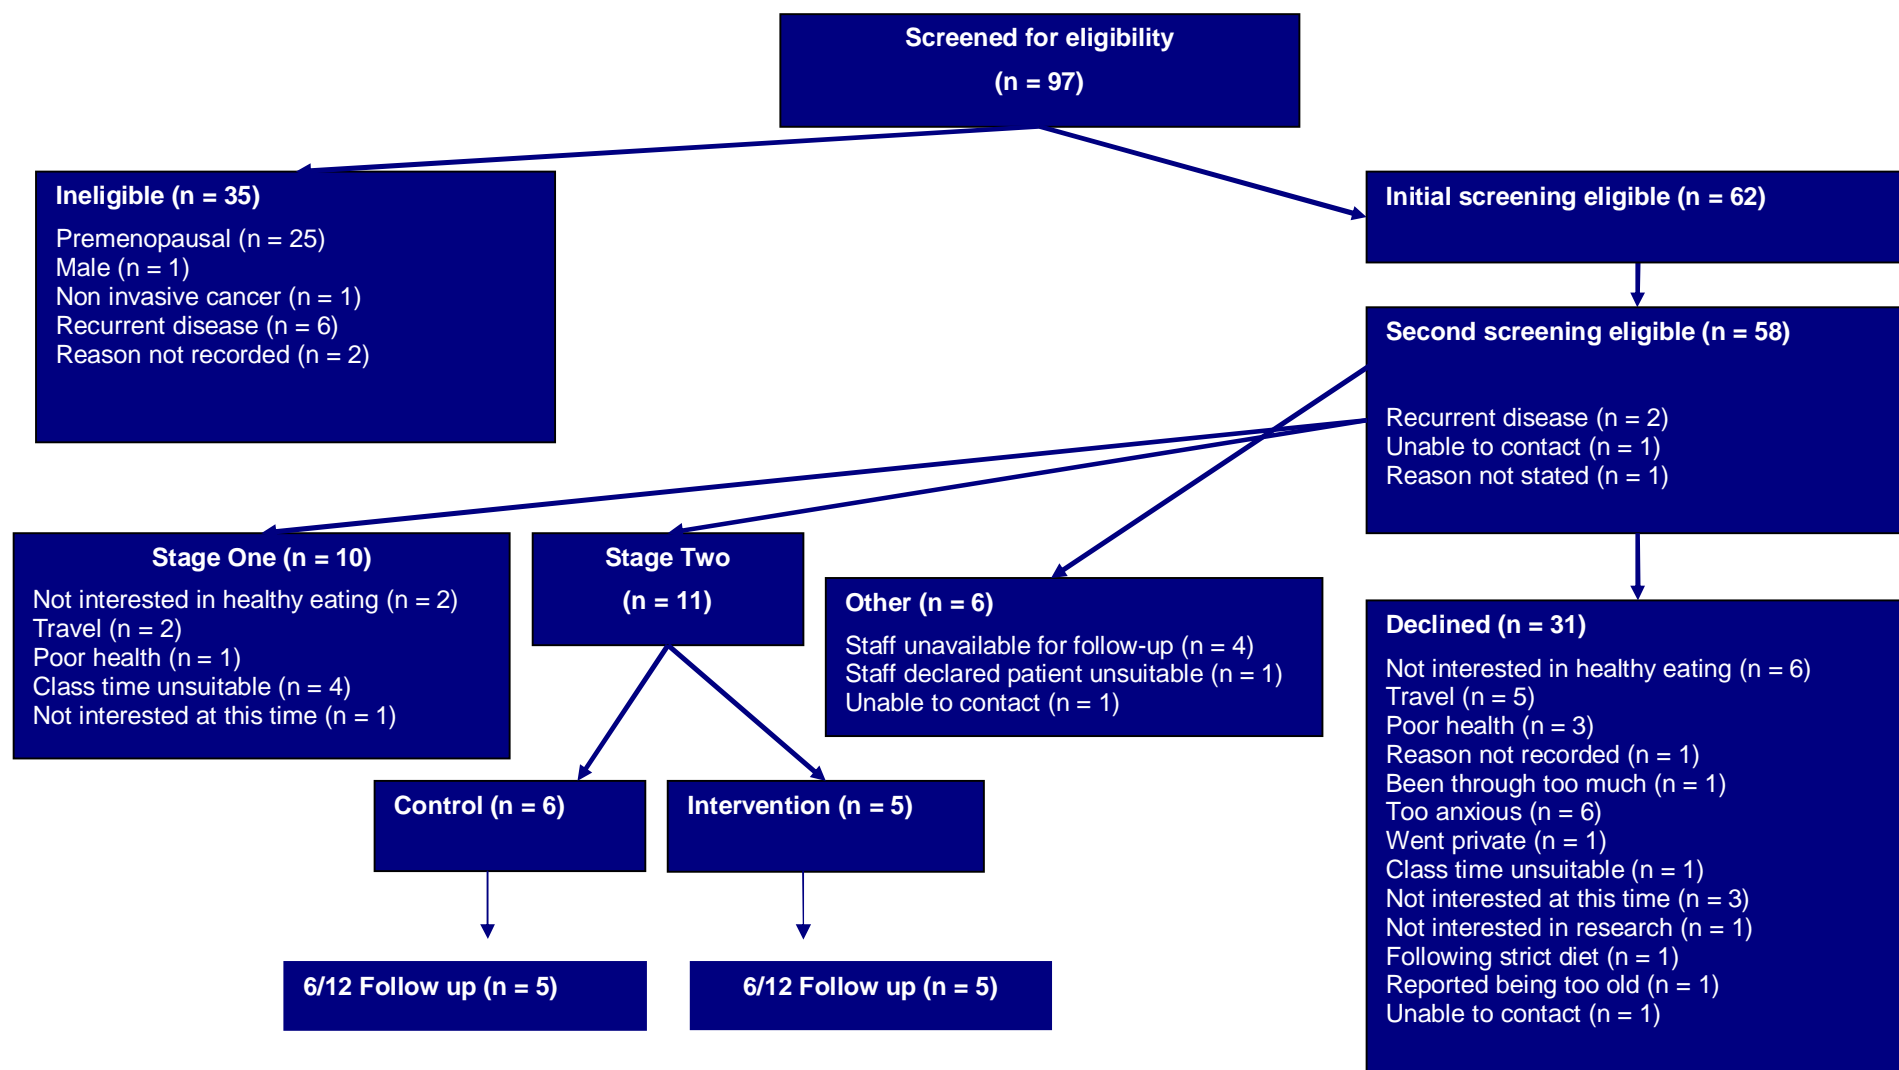 Screened for eligibility
(n = 97)
Ineligible (n = 35)
Premenopausal (n = 25)
Male (n = 1)
Non invasive cancer (n = 1)
Recurrent disease (n = 6)
Reason not recorded (n = 2)
Initial screening eligible (n = 62)
Second screening eligible (n = 58)
Recurrent disease (n = 2)
Unable to contact (n = 1)
Reason not stated (n = 1)
Stage One (n = 10)
Not interested in healthy eating (n = 2)
Travel (n = 2)
Poor health (n = 1)
Class time unsuitable (n = 4)
Not interested at this time (n = 1)
Stage Two
(n = 11)
Other (n = 6)
Staff unavailable for follow-up (n = 4)
Staff declared patient unsuitable (n = 1)
Unable to contact (n = 1)
Declined (n = 31)
Not interested in healthy eating (n = 6)
Travel (n = 5)
Poor health (n = 3)
Reason not recorded (n = 1)
Been through too much (n = 1)
Too anxious (n = 6)
Went private (n = 1)
Class time unsuitable (n = 1)
Not interested at this time (n = 3)
Not interested in research (n = 1)
Following strict diet (n = 1)
Reported being too old (n = 1)
Unable to contact (n = 1)
Control (n = 6)
Intervention (n = 5)
6/12 Follow up (n = 5)
6/12 Follow up (n = 5)